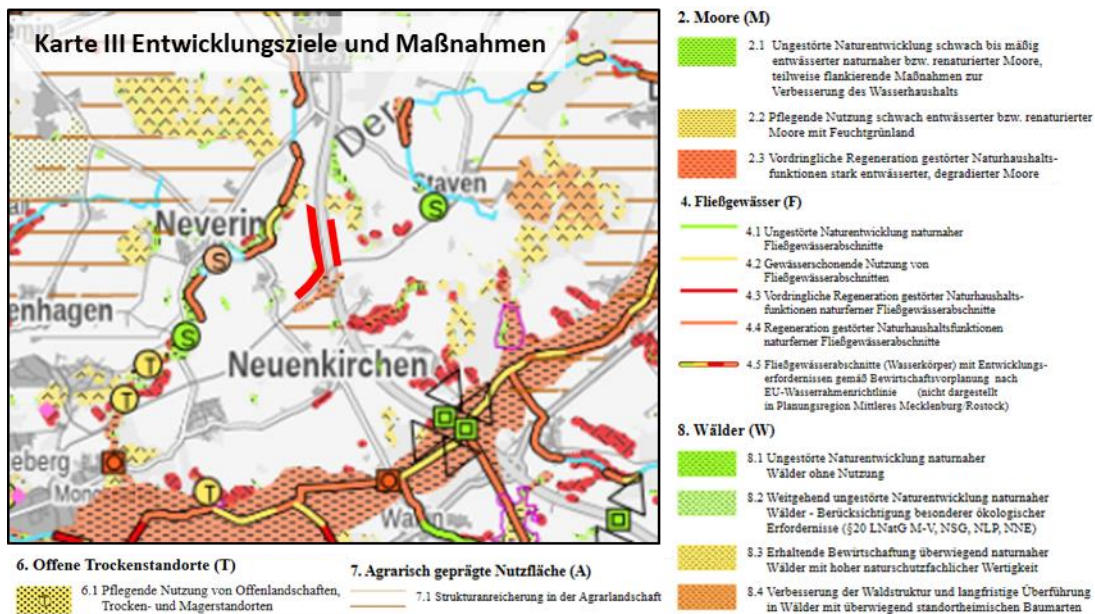 Karte III Entwicklungsziele und Maßnahmen
Der
Staven
Neverin
enhagen
Neuenkirchen
eberg
S
S
S
T
T
T
2. Moore (M)
2.1 Ungestörte Naturentwicklung schwach bis mäßig
entwässerter naturnaher bzw. renaturierter Moore,
teilweise flankierende Maßnahmen zur
Verbesserung des Wasserhaushalts
2.2 Pflegende Nutzung schwach entwässerter bzw. renaturierter
Moore mit Feuchtgrünland
2.3 Vordringliche Regeneration gestörter Naturhaushalts-
funktionen stark entwässerter, degradierter Moore
4. Fließgewässer (F)
4.1 Ungestörte Naturentwicklung naturnaher
Fließgewässerabschnitte
4.2 Gewässerschonende Nutzung von
Fließgewässerabschnitten
4.3 Vordringliche Regeneration gestörter Naturhaushalts-
funktionen naturferner Fließgewässerabschnitte
4.4 Regeneration gestörter Naturhaushaltsfunktionen
naturferner Fließgewässerabschnitte
4.5 Fließgewässerabschnitte (Wasserkörper) mit Entwicklungs-
erfordernissen gemäß Bewirtschaftsvorplanung nach
EU-Wasserrahmenrichtlinie (nicht dargestellt
in Planungsregion Mittleres Mecklenburg/Rostock)
8. Wälder (W)
8.1 Ungestörte Naturentwicklung naturnaher
Wälder ohne Nutzung
8.2 Weitgehend ungestörte Naturentwicklung naturnaher
Wälder - Berücksichtigung besonderer ökologischer
Erfordernisse (§20 LNatG M-V, NSG, NLP, NNE)
8.3 Erhaltende Bewirtschaftung überwiegend naturnaher
Wälder mit hoher naturschutzfachlicher Wertigkeit
8.4 Verbesserung der Waldstruktur und langfristige Überführung
in Wälder mit überwiegend standortheimischen Baumarten
6. Offene Trockenstandorte (T)
T
6.1 Pflegende Nutzung von Offenlandschaften,
Trocken- und Magerstandorten
7. Agrarisch geprägte Nutzfläche (A)
7.1 Strukturanreicherung in der Agrarlandschaft